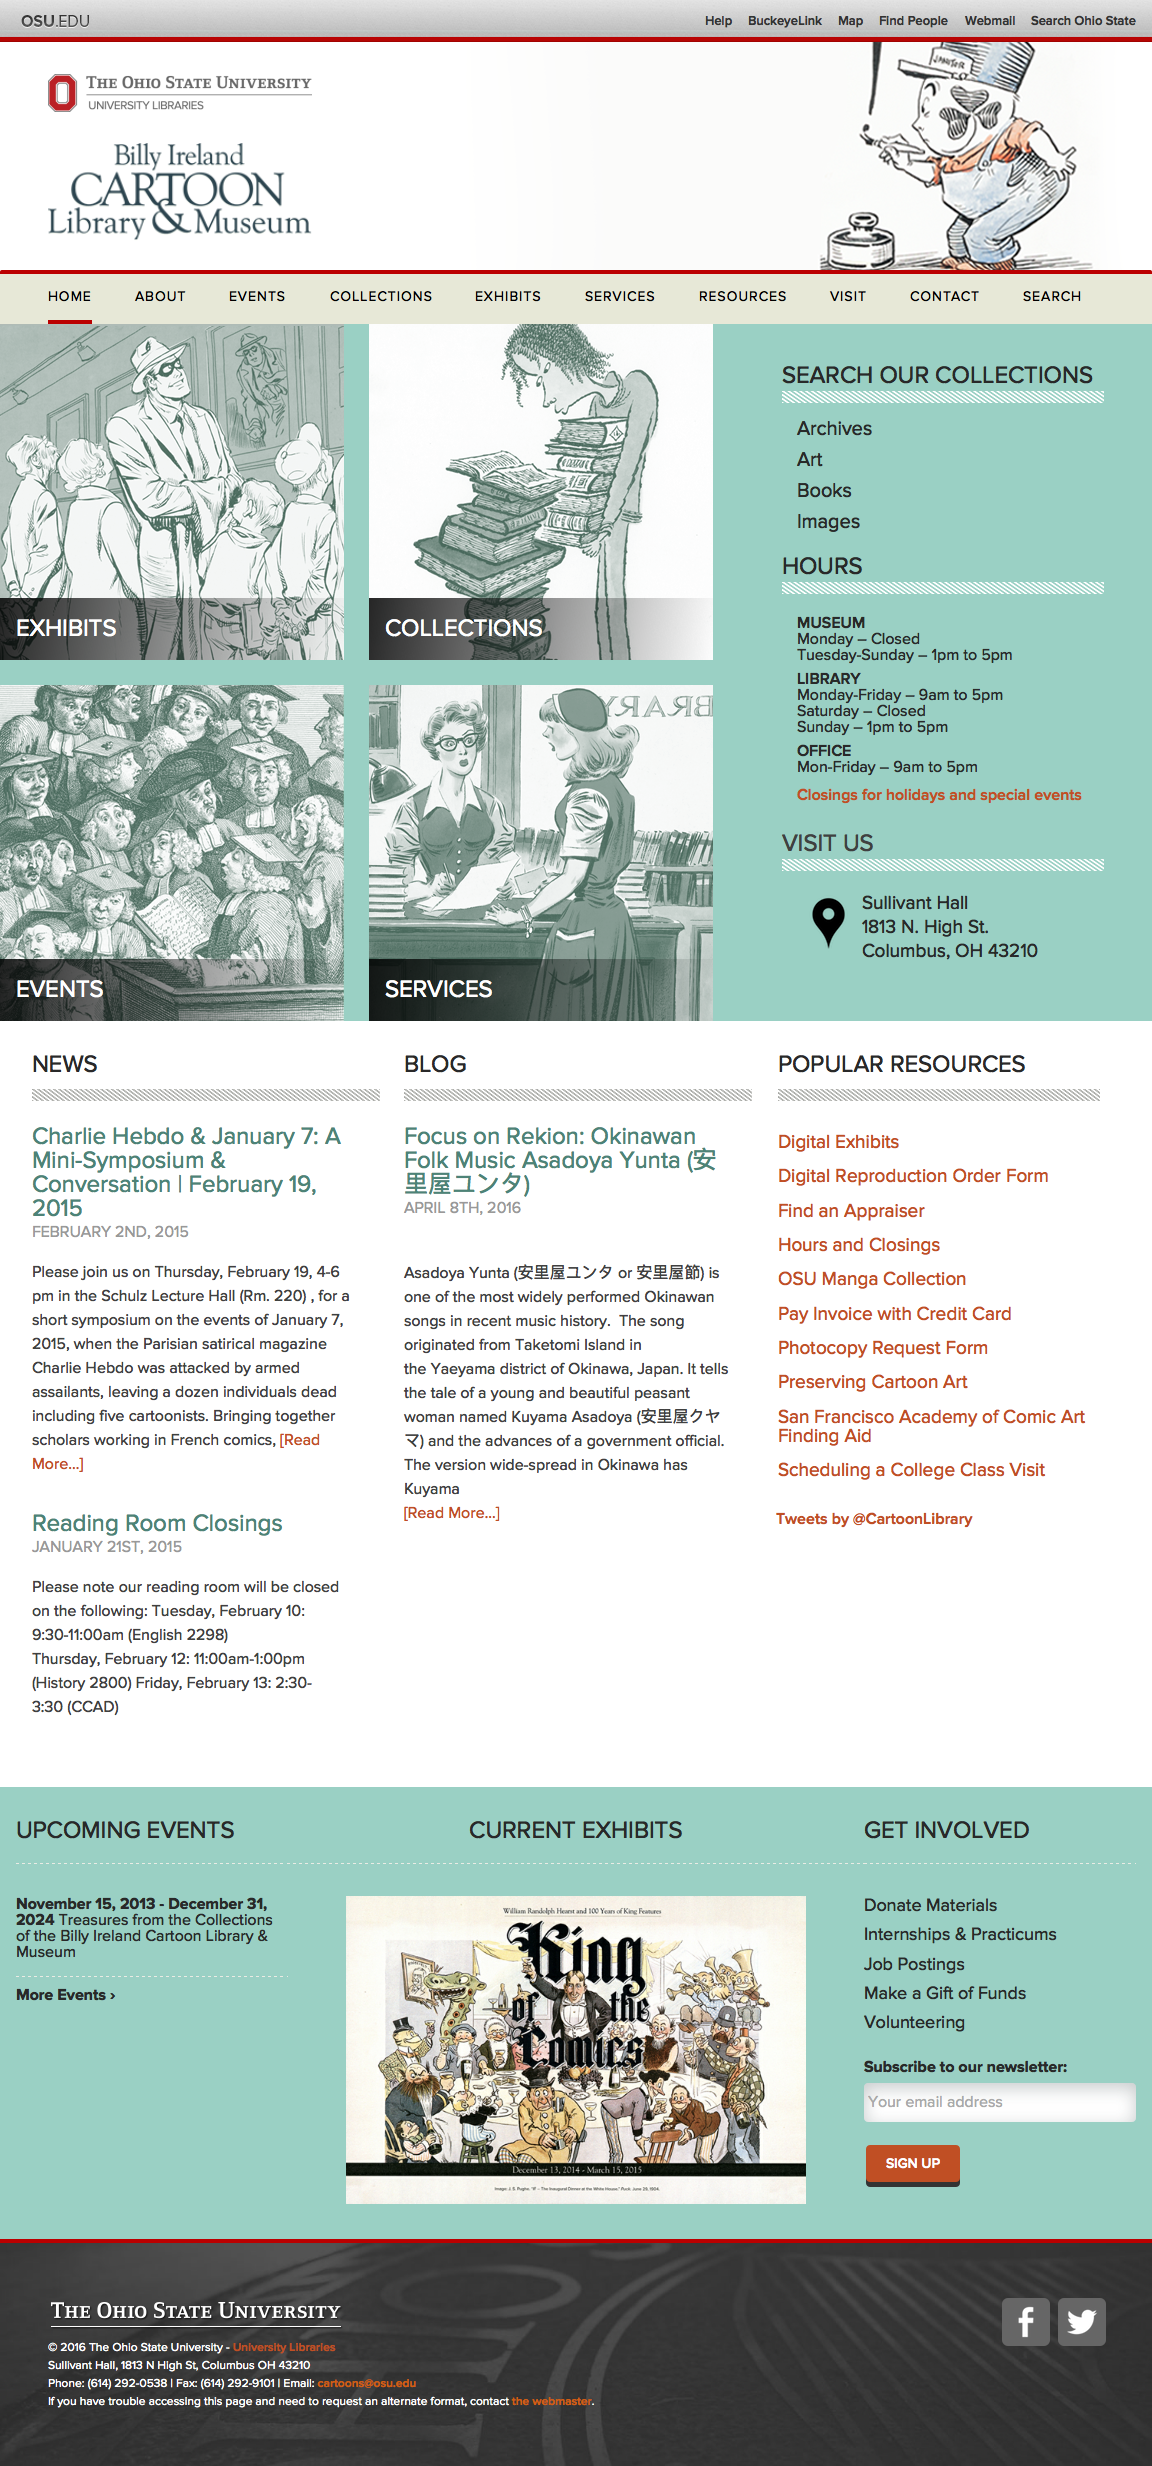 OSU.EDU
Help BuckeyeLink Map Find People Webmail Search Ohio State
THE OHIO STATE UNIVERSITY
UNIVERSITY LIBRARIES
Billy Ireland
CARTOON
Library & Museum
JANITOR
HOME ABOUT EVENTS COLLECTIONS EXHIBITS SERVICES RESOURCES VISIT CONTACT SEARCH
EXHIBITS
COLLECTIONS
EVENTS
SERVICES
SEARCH OUR COLLECTIONS
Archives
Art
Books
Images
HOURS
MUSEUM
Monday – Closed
Tuesday-Sunday – 1pm to 5pm
LIBRARY
Monday-Friday – 9am to 5pm
Saturday – Closed
Sunday – 1pm to 5pm
OFFICE
Mon-Friday – 9am to 5pm
Closings for holidays and special events
VISIT US
Sullivant Hall
1813 N. High St.
Columbus, OH 43210
NEWS
Charlie Hebdo & January 7: A
Mini-Symposium &
Conversation | February 19,
2015
FEBRUARY 2ND, 2015
Please join us on Thursday, February 19, 4-6
pm in the Schulz Lecture Hall (Rm. 220) , for a
short symposium on the events of January 7,
2015, when the Parisian satirical magazine
Charlie Hebdo was attacked by armed
assailants, leaving a dozen individuals dead
including five cartoonists. Bringing together
scholars working in French comics, [Read
More...]
Reading Room Closings
JANUARY 21ST, 2015
Please note our reading room will be closed
on the following: Tuesday, February 10:
9:30-11:00am (English 2298)
Thursday, February 12: 11:00am-1:00pm
(History 2800) Friday, February 13: 2:30-
3:30 (CCAD)
BLOG
Focus on Rekion: Okinawan
Folk Music Asadoya Yunta (安
里屋ユンタ)
APRIL 8TH, 2016
Asadoya Yunta (安里屋ユンタ or 安里屋節) is
one of the most widely performed Okinawan
songs in recent music history.  The song
originated from Taketomi Island in
the Yaeyama district of Okinawa, Japan. It tells
the tale of a young and beautiful peasant
woman named Kuyama Asadoya (安里屋クヤ
マ) and the advances of a government official.
The version wide-spread in Okinawa has
Kuyama
[Read More...]
POPULAR RESOURCES
Digital Exhibits
Digital Reproduction Order Form
Find an Appraiser
Hours and Closings
OSU Manga Collection
Pay Invoice with Credit Card
Photocopy Request Form
Preserving Cartoon Art
San Francisco Academy of Comic Art
Finding Aid
Scheduling a College Class Visit
Tweets by @CartoonLibrary
UPCOMING EVENTS
November 15, 2013 - December 31,
2024 Treasures from the Collections
of the Billy Ireland Cartoon Library &
Museum
More Events ›
CURRENT EXHIBITS
William Randolph Hearst and 100 Years of King Features
King
of the
Comics
December 13, 2014 - March 15, 2015
GET INVOLVED
Donate Materials
Internships & Practicums
Job Postings
Make a Gift of Funds
Volunteering
Subscribe to our newsletter:
Your email address
SIGN UP
THE OHIO STATE UNIVERSITY
© 2016 The Ohio State University - University Libraries
Sullivant Hall, 1813 N High St, Columbus OH 43210
Phone: (614) 292-0538 | Fax: (614) 292-9101 | Email: cartoons@osu.edu
If you have trouble accessing this page and need to request an alternate format, contact the webmaster.